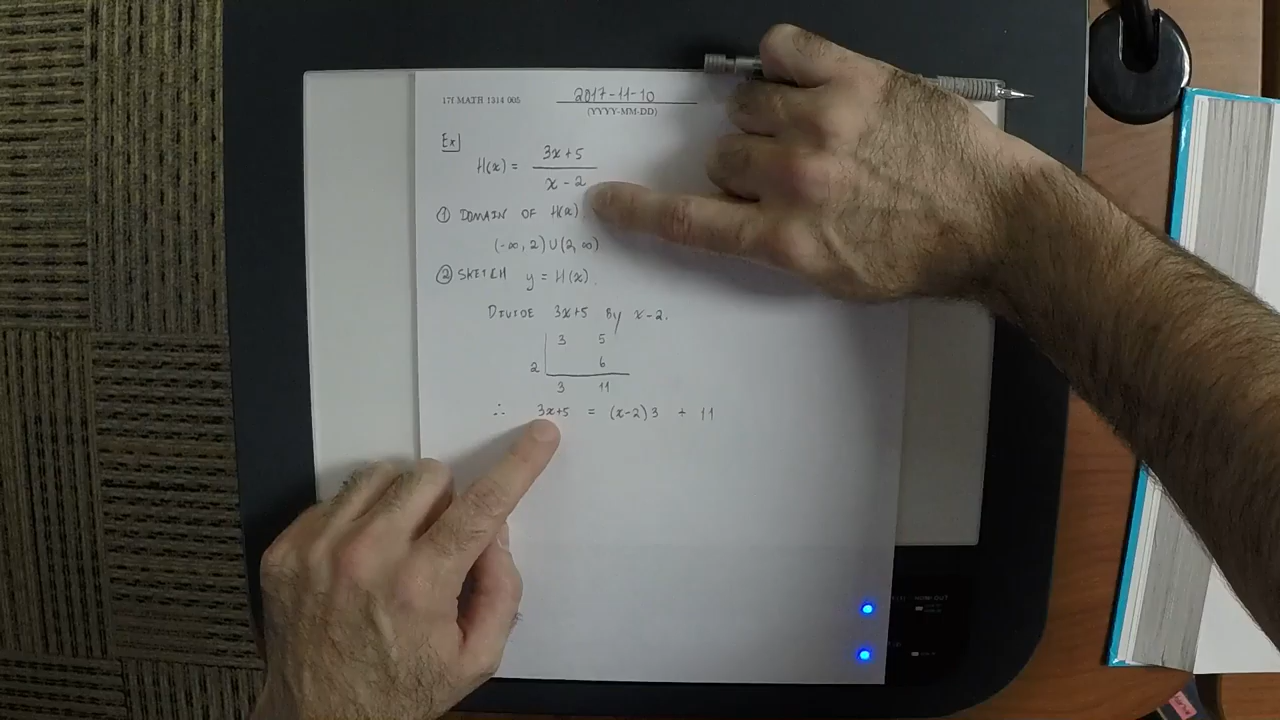 17f MATH 1314 005 2017-11-10
(YYYY-MM-DD)
Ex
H(x) = 3x+5
x - 2
① DOMAIN OF H(x).
(-∞, 2) ∪ (2, ∞)
② SKETCH y = H(x).
DIVIDE 3x+5 By x-2.
3 5
6
2
3 11
∴ 3x+5 = (x-2)3 + 11